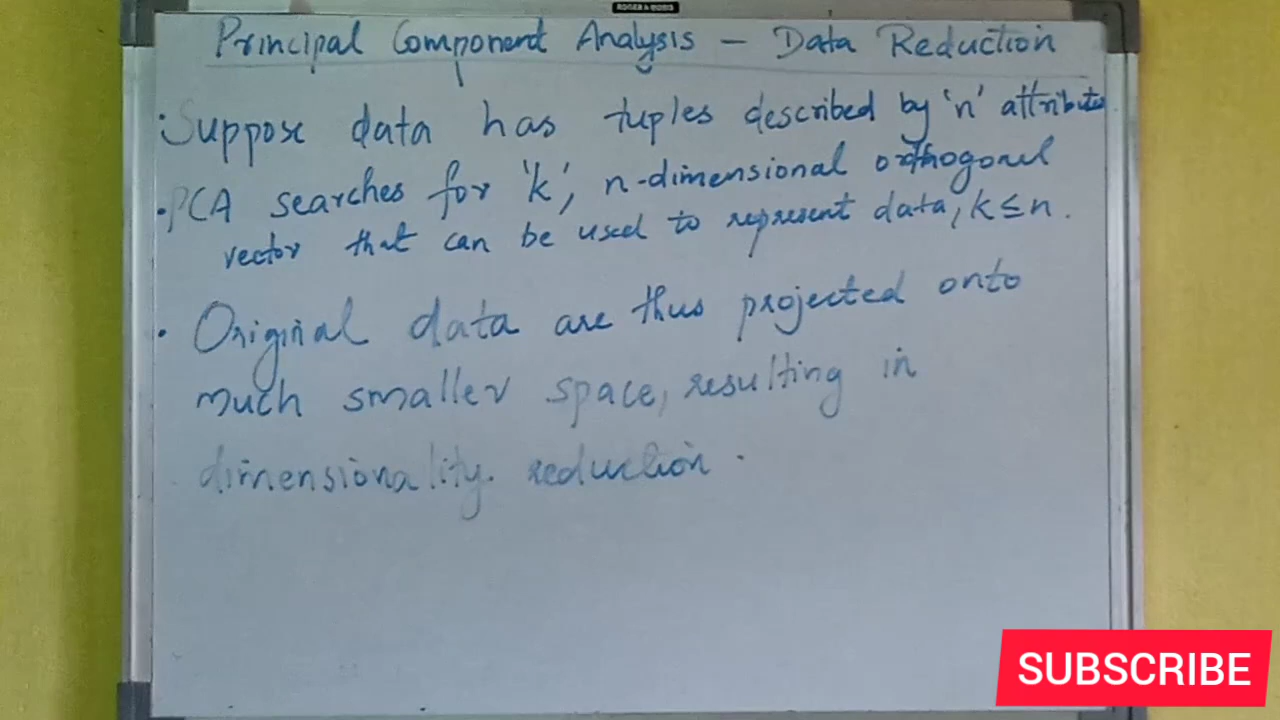 ROGER & MORIS
Principal Component Analysis – Data Reduction
• Suppose data has tuples described by 'n' attributes
• PCA searches for 'k', n-dimensional orthogonal
vector that can be used to represent data, k ≤ n.
• Original data are thus projected onto
much smaller space, resulting in
dimensionality. reduction.
SUBSCRIBE